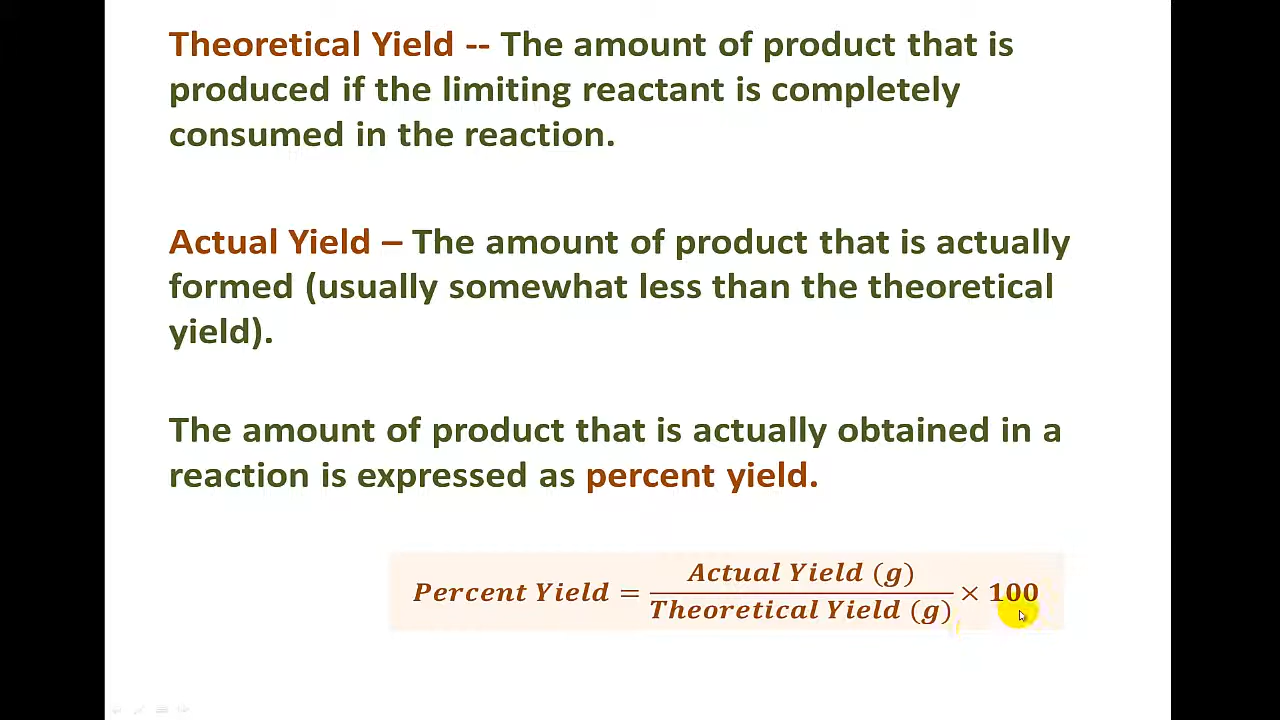 Theoretical Yield -- The amount of product that is
produced if the limiting reactant is completely
consumed in the reaction.
Actual Yield – The amount of product that is actually
formed (usually somewhat less than the theoretical
yield).
The amount of product that is actually obtained in a
reaction is expressed as percent yield.
Actual Yield (g)
Percent Yield = × 100
Theoretical Yield (g)